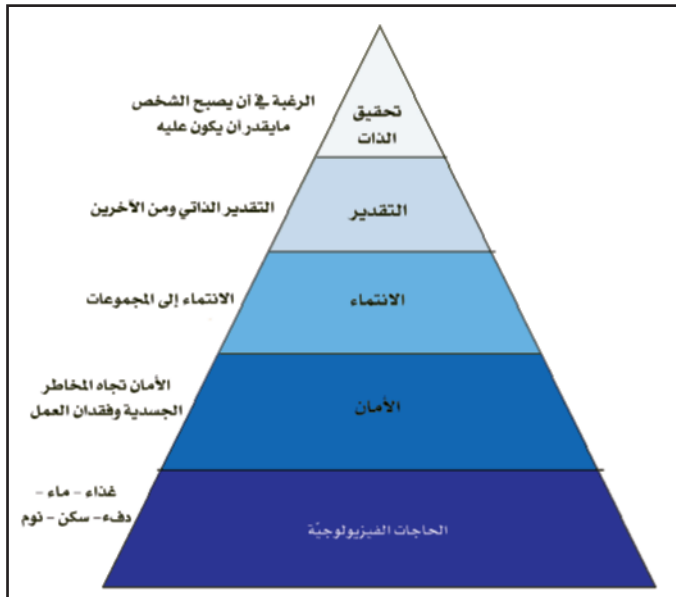 الرغبة في أن يصبح الشخص
مايقدر أن يكون عليه
تحقيق
الذات
التقدير الذاتي ومن الآخرين
التقدير
الانتماء إلى المجموعات
الانتماء
الأمان تجاه المخاطر
الجسدية وفقدان العمل
الأمان
غذاء - ماء -
دفء- سكن - نوم
الحاجات الفيزيولوجيّة